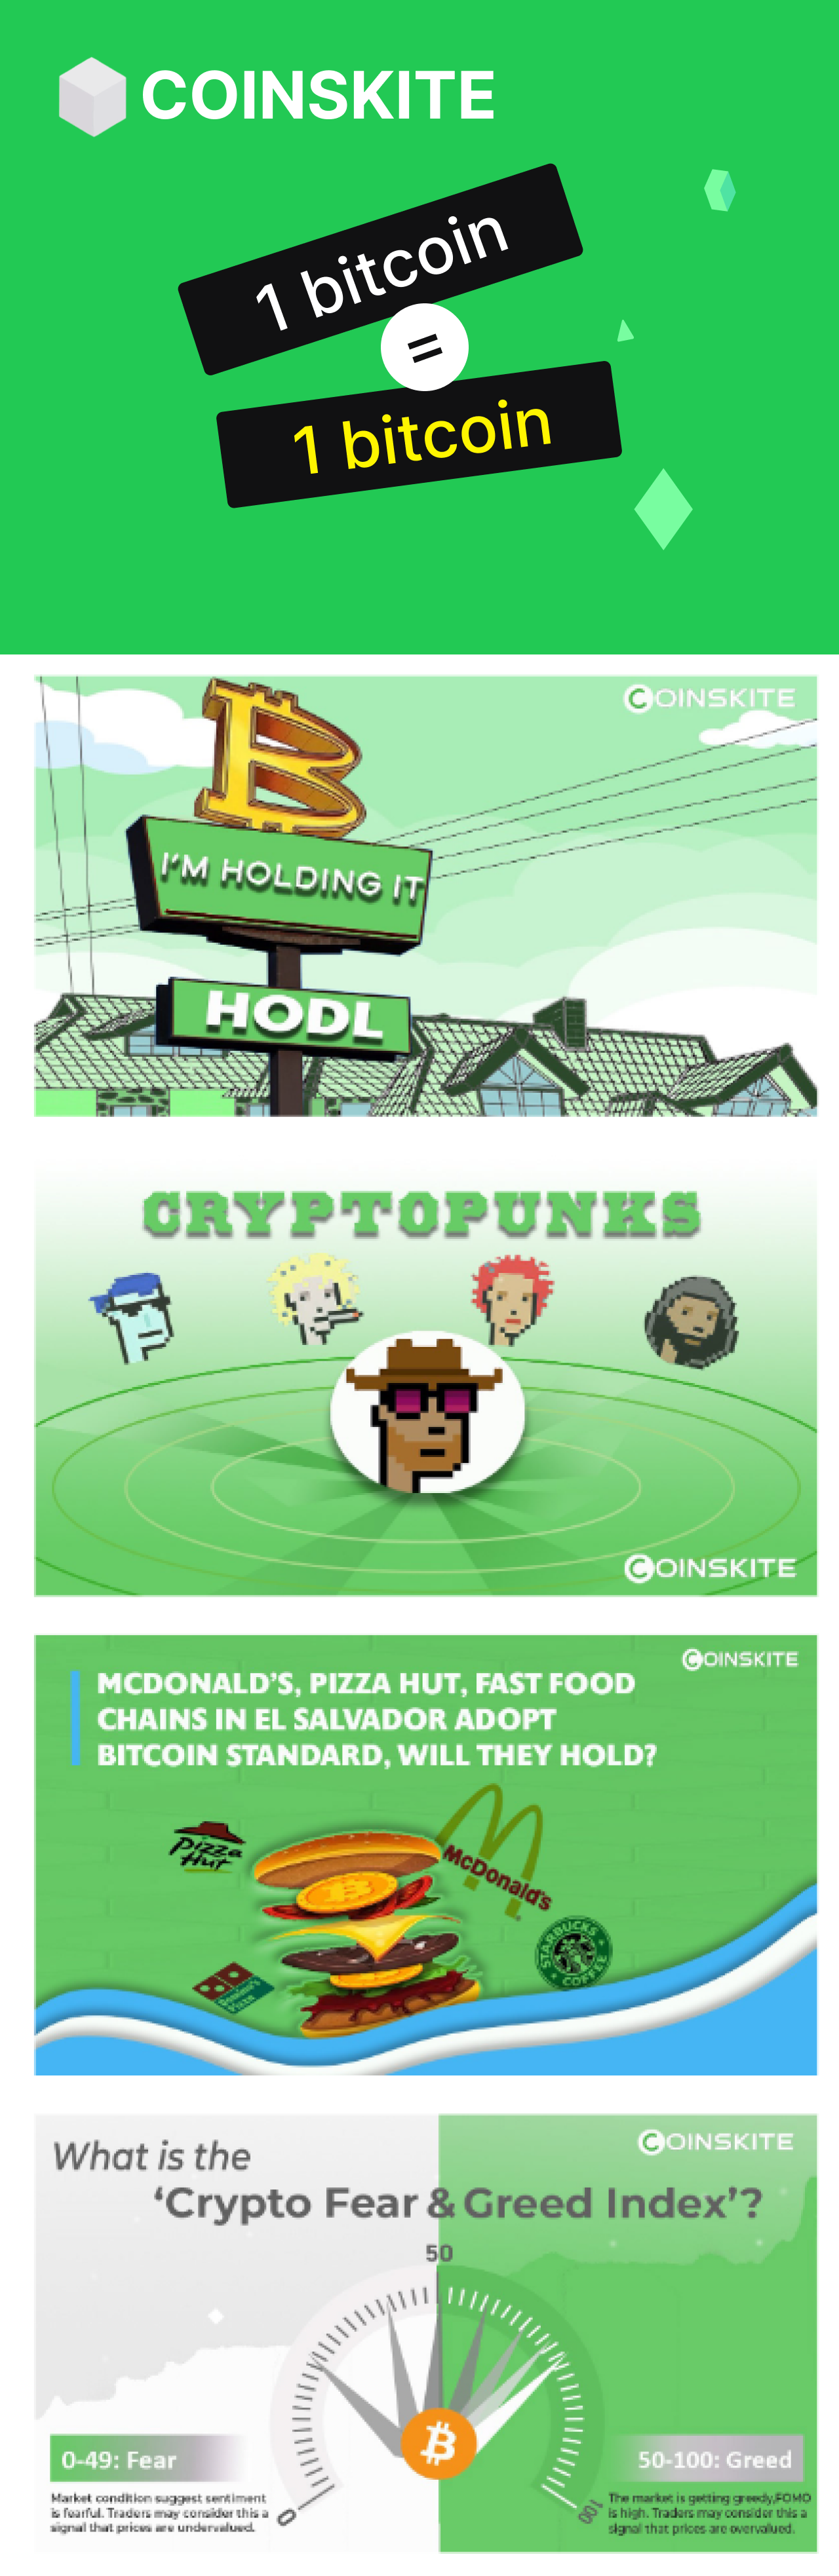 COINSKITE
1 bitcoin
=
1 bitcoin
COINSKITE
I'M HOLDING IT
HODL
CRYPTOPUNKS
COINSKITE
COINSKITE
MCDONALD'S, PIZZA HUT, FAST FOOD
CHAINS IN EL SALVADOR ADOPT
BITCOIN STANDARD, WILL THEY HOLD?
Pizza
Hut
McDonald's
STARBUCKS
COFFEE
Domino's
Pizza
COINSKITE
What is the
'Crypto Fear & Greed Index'?
50
0-49: Fear
50-100: Greed
Market condition suggest sentiment
is fearful. Traders may consider this a
signal that prices are undervalued.
0
100
The market is getting greedy,FOMO
is high. Traders may consider this a
signal that prices are overvalued.